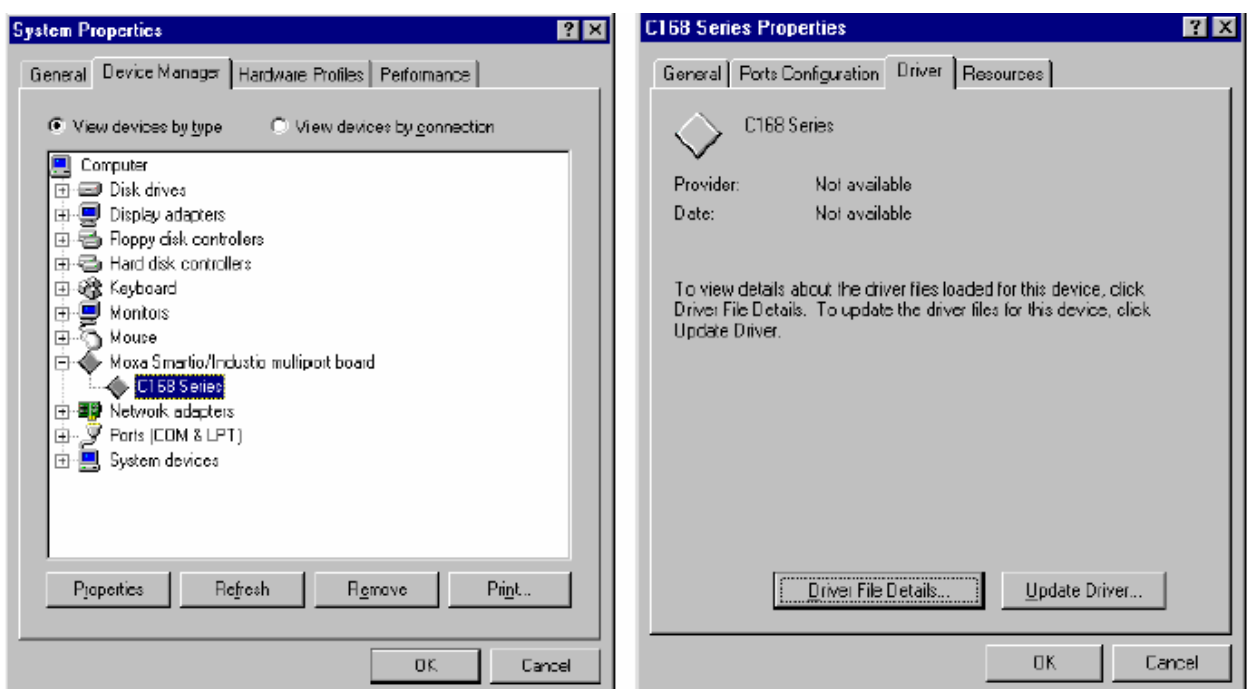 System Properties
General Device Manager Hardware Profiles Performance
View devices by type View devices by connection
Computer
Disk drives
Display adapters
Floppy disk controllers
Hard disk controllers
Keyboard
Monitors
Mouse
Moxa Smartio/Industio multiport board
C168 Series
Network adapters
Ports (COM & LPT)
System devices
Properties Refresh Remove Print...
OK Cancel
C168 Series Properties
General Ports Configuration Driver Resources
C168 Series
Provider: Not available
Date: Not available
To view details about the driver files loaded for this device, click
Driver File Details. To update the driver files for this device, click
Update Driver.
Driver File Details... Update Driver...
OK Cancel